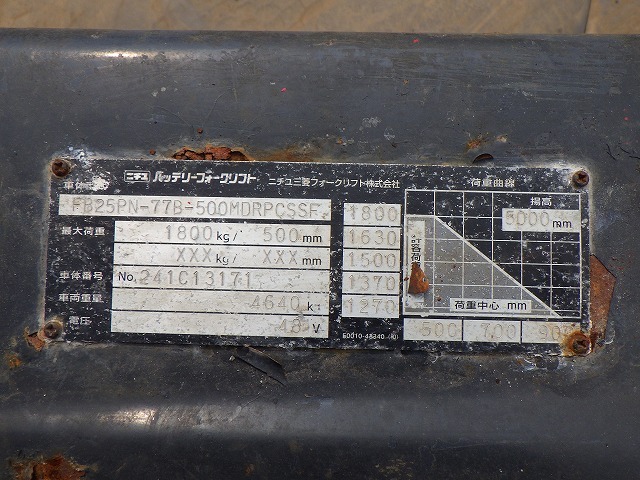 ニチユ バッテリーフォークリフト ニチユ三菱フォークリフト株式会社
車体
FB25PN-77B-500MDRPCSSF
最大荷重 1800 kg/ 500 mm
XXX kg/ XXX mm
車体番号 No.241C13171
車両重量 4640 k
電圧 48 V
荷重曲線
揚高
5000 mm
1800
1630
1500
1370
1270
荷重中心 mm
500 700 90